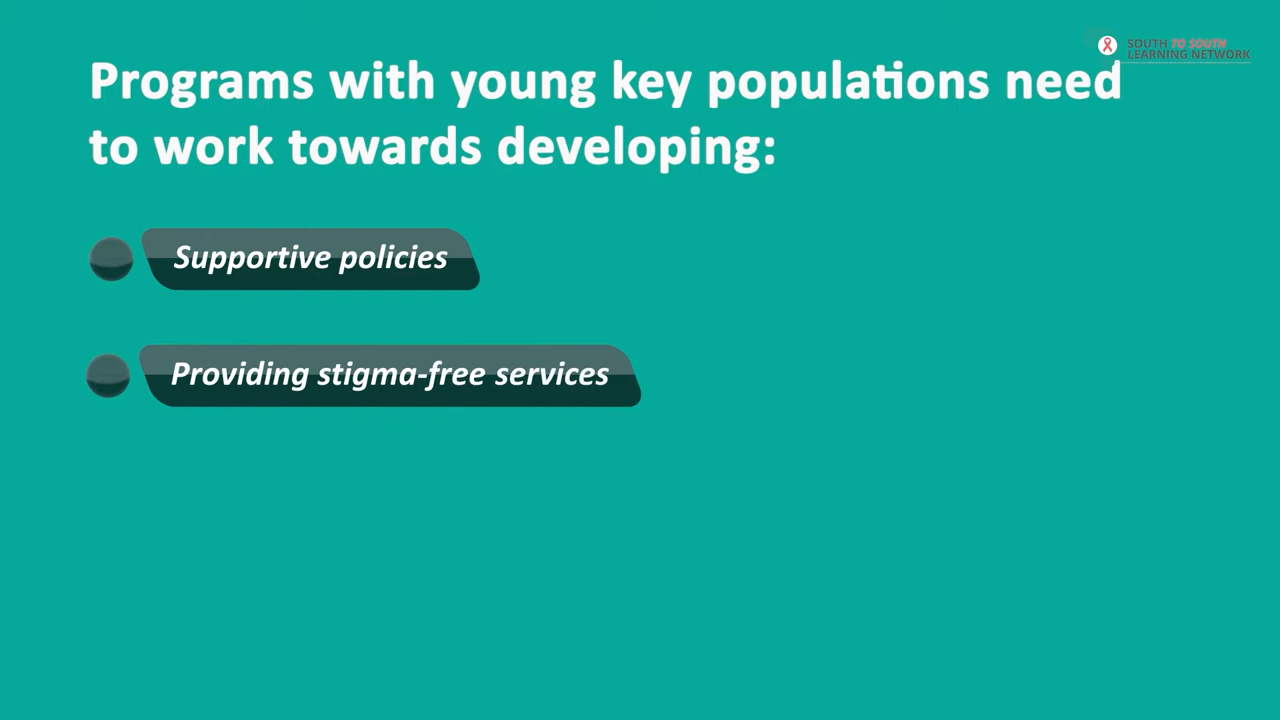 SOUTH TO SOUTH
LEARNING NETWORK
Programs with young key populations need
to work towards developing:
Supportive policies
Providing stigma-free services